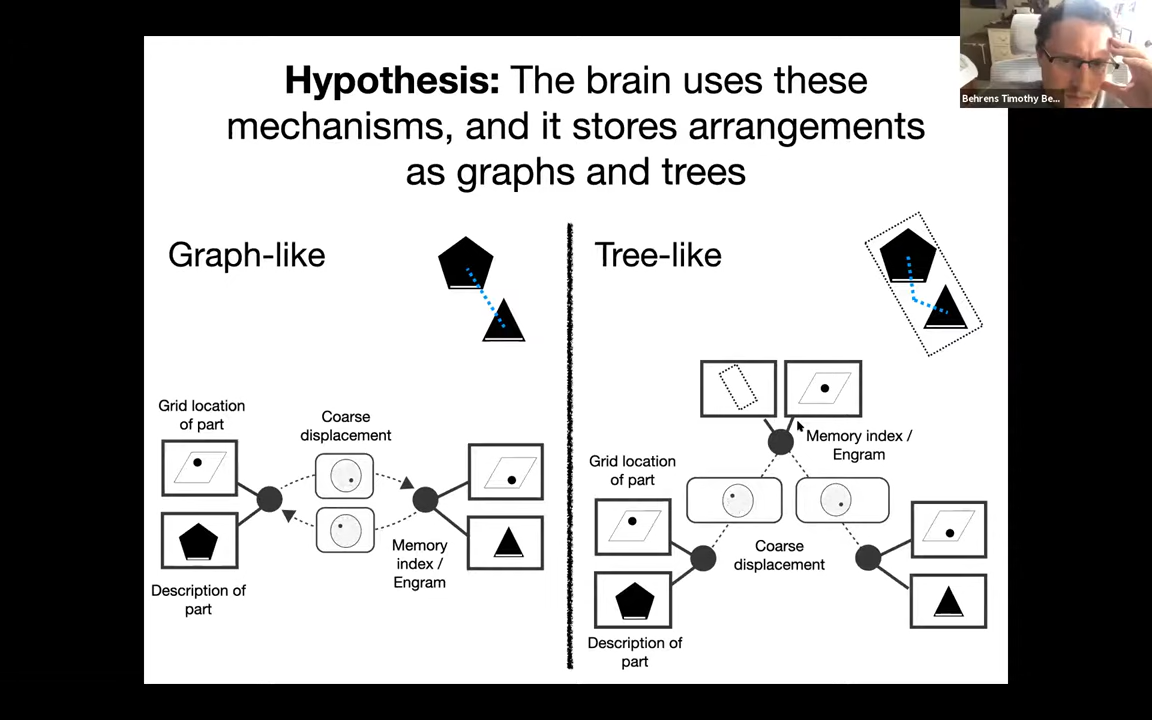 Hypothesis: The brain uses these
mechanisms, and it stores arrangements
as graphs and trees
Behrens Timothy Be...
Graph-like
Grid location
of part
Coarse
displacement
Memory
index /
Engram
Description of
part
Tree-like
Memory index /
Engram
Grid location
of part
Coarse
displacement
Description of
part